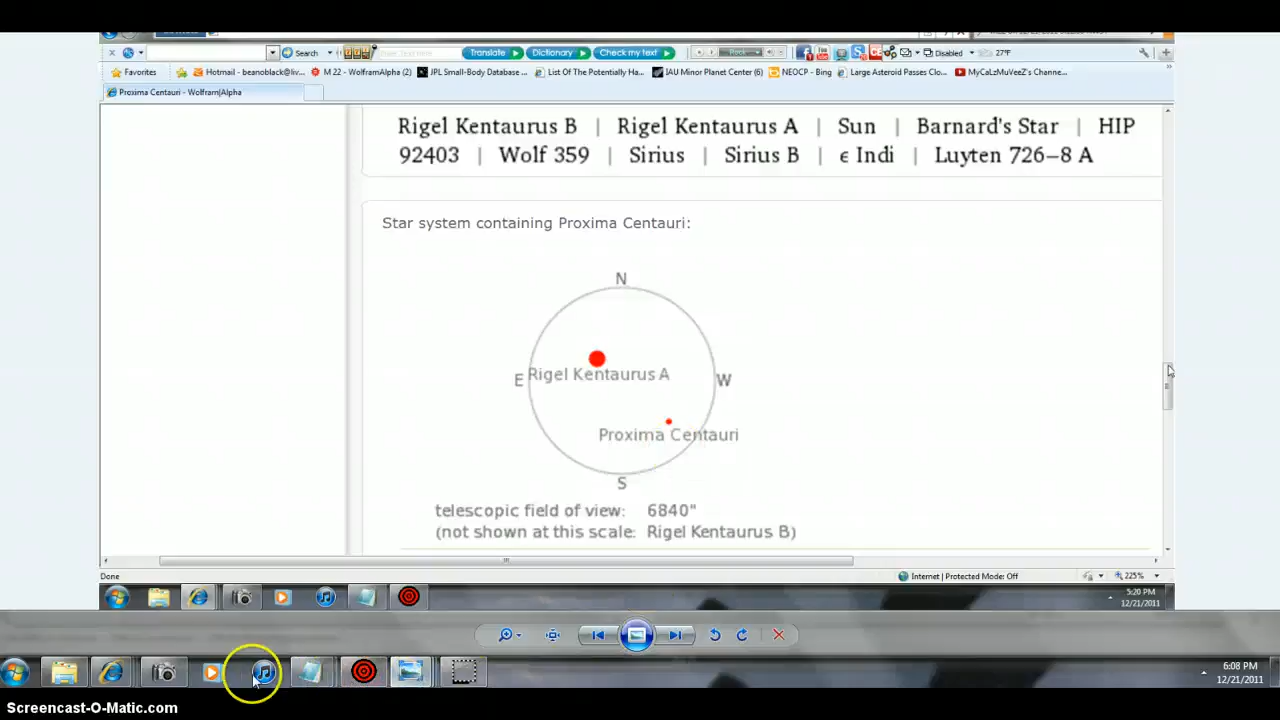 Search
Translate
Dictionary
Check my text
Rock
Disabled
27°F
Favorites
Hotmail - beanoblack@liv...
M 22 - WolframAlpha (2)
JPL Small-Body Database ...
List Of The Potentially Ha...
IAU Minor Planet Center (6)
NEOCP - Bing
Large Asteroid Passes Clo...
MyCaLzMuVeeZ's Channe...
Proxima Centauri - Wolfram|Alpha
Rigel Kentaurus B | Rigel Kentaurus A | Sun | Barnard's Star | HIP
92403 | Wolf 359 | Sirius | Sirius B | ϵ Indi | Luyten 726–8 A
Star system containing Proxima Centauri:
N
Rigel Kentaurus A
E
W
Proxima Centauri
S
telescopic field of view: 6840"
(not shown at this scale: Rigel Kentaurus B)
Done
Internet | Protected Mode: Off
225%
5:20 PM
12/21/2011
6:08 PM
12/21/2011
Screencast-O-Matic.com